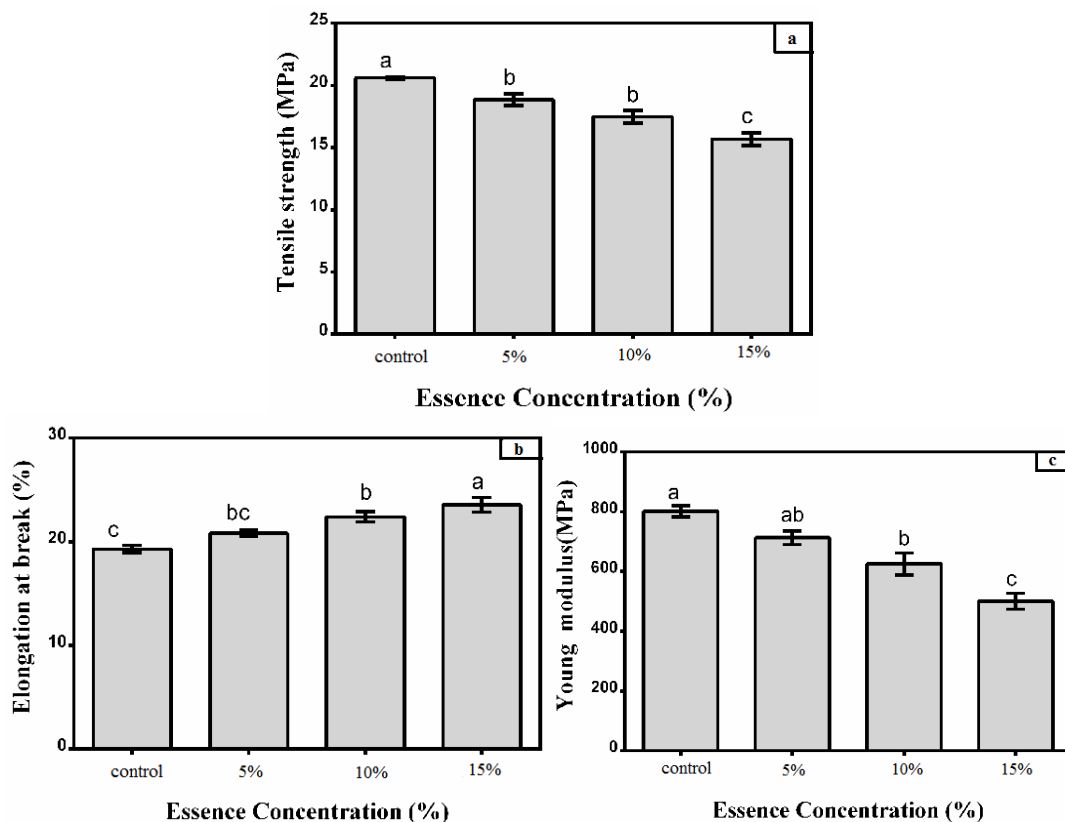 a
25
20
15
10
5
0
Tensile strength (MPa)
a
b
b
c
control 5% 10% 15%
Essence Concentration (%)
b
30
20
10
0
Elongation at break (%)
c
bc
b
a
control 5% 10% 15%
Essence Concentration (%)
c
1000
800
600
400
200
0
Young modulus(MPa)
a
ab
b
c
control 5% 10% 15%
Essence Concentration (%)